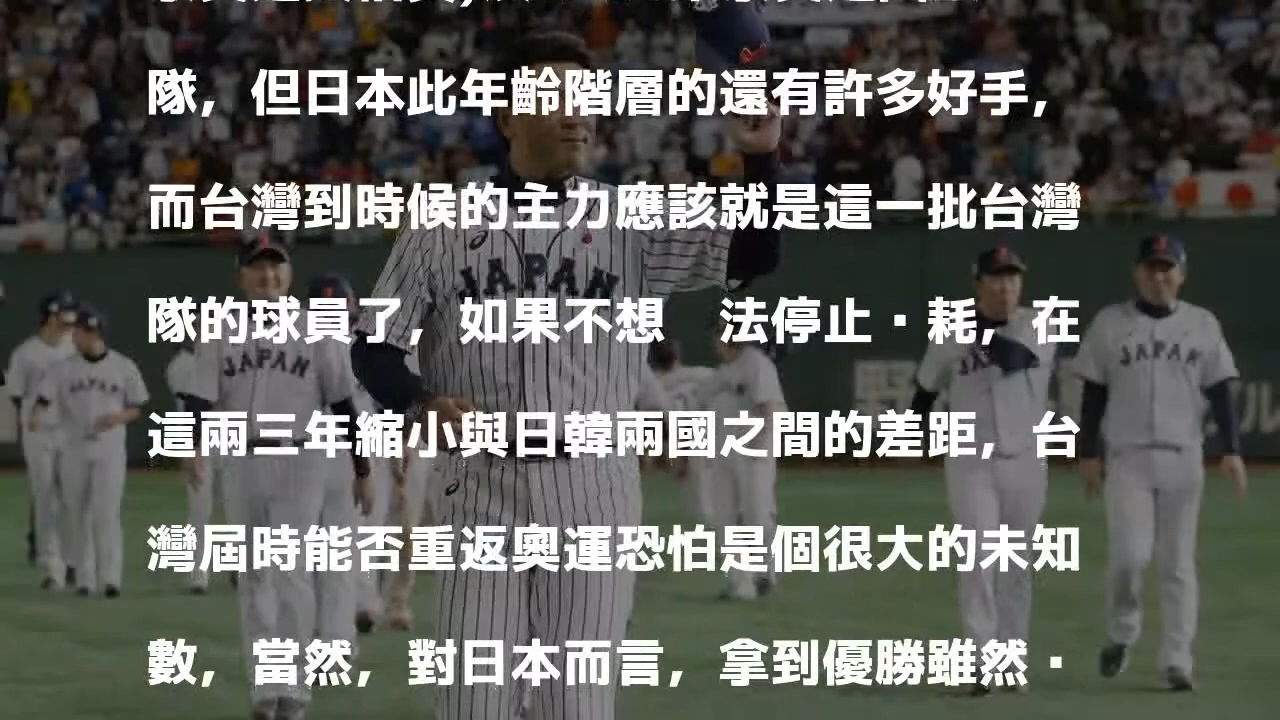 隊，但日本此年齡階層的還有許多好手，
而台灣到時候的主力應該就是這一批台灣
隊的球員了，如果不想　法停止·耗，在
這兩三年縮小與日韓兩國之間的差距，台
灣屆時能否重返奧運恐怕是個很大的未知
數，當然，對日本而言，拿到優勝雖然·
JAPAN
JAPAN
JAPAN
JAPAN
JAPAN